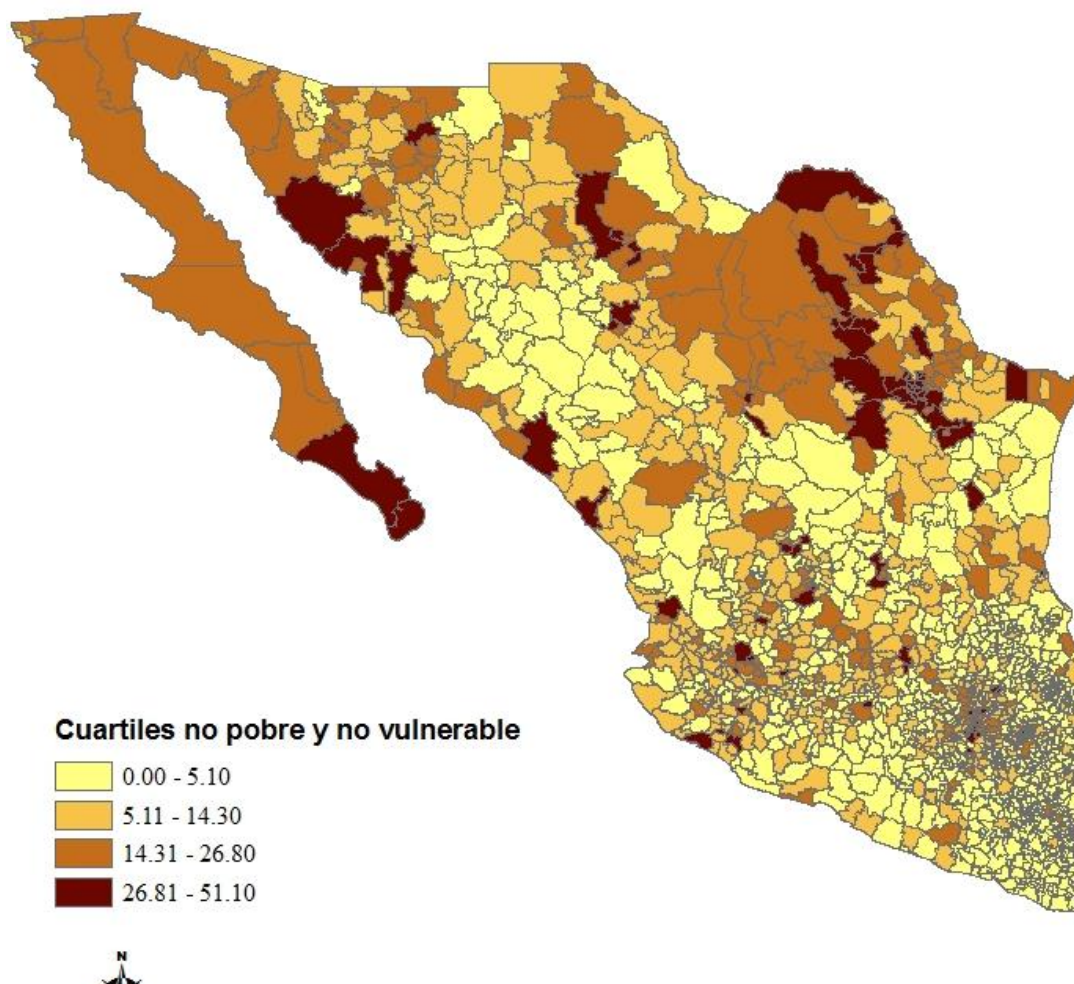 Cuartiles no pobre y no vulnerable
0.00 - 5.10
5.11 - 14.30
14.31 - 26.80
26.81 - 51.10
N